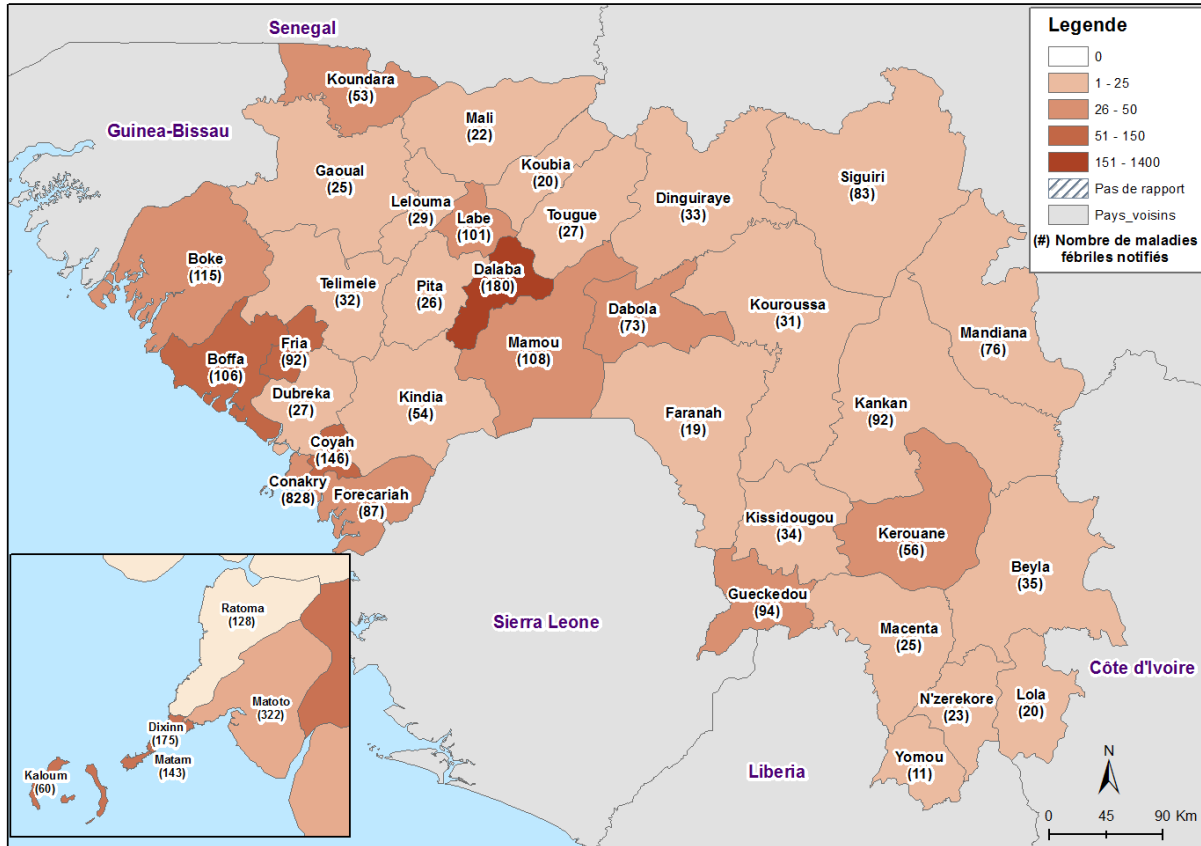 Senegal
Legende
0
1 - 25
26 - 50
51 - 150
151 - 1400
Pas de rapport
Pays_voisins
(#) Nombre de maladies
fébriles notifiés
Koundara
(53)
Guinea-Bissau
Mali
(22)
Koubia
(20)
Gaoual
(25)
Siguiri
(83)
Lelouma
(29)
Dinguiraye
(33)
Labe
(101)
Tougue
(27)
Boke
(115)
Dalaba
(180)
Telimele
(32)
Pita
(26)
Kouroussa
(31)
Dabola
(73)
Mandiana
(76)
Fria
(92)
Mamou
(108)
Boffa
(106)
Dubreka
(27)
Kindia
(54)
Kankan
(92)
Faranah
(19)
Coyah
(146)
Conakry
(828)
Forecariah
(87)
Kissidougou
(34)
Kerouane
(56)
Beyla
(35)
Gueckedou
(94)
Sierra Leone
Macenta
(25)
Côte d'Ivoire
N'zerekore
(23)
Lola
(20)
Yomou
(11)
Liberia
Ratoma
(128)
Matoto
(322)
Dixinn
(175)
Matam
(143)
Kaloum
(60)
N
0 45 90 Km